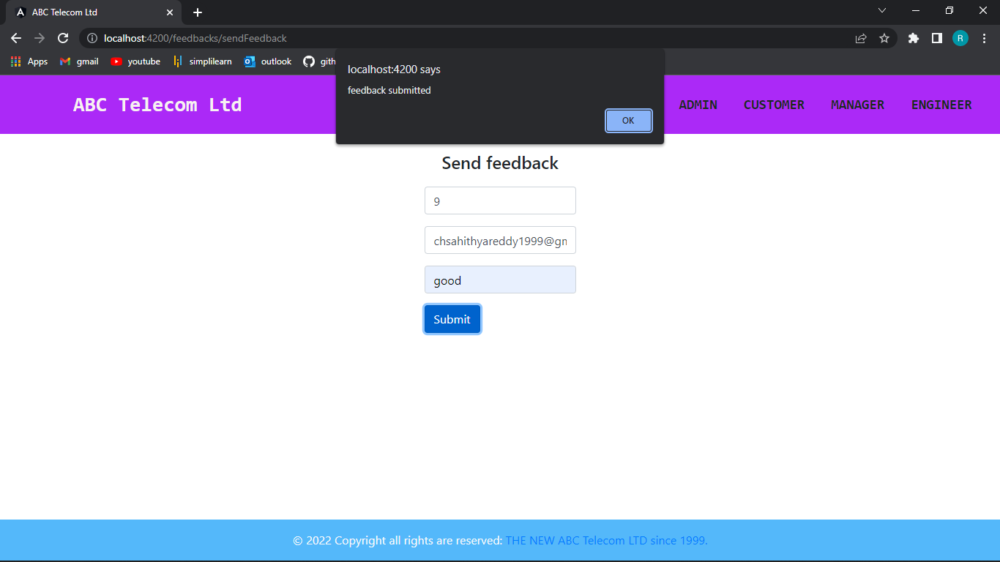 ABC Telecom Ltd
localhost:4200/feedbacks/sendFeedback
R
Apps gmail youtube simplilearn outlook gith
localhost:4200 says
feedback submitted
OK
ABC Telecom Ltd
ADMIN CUSTOMER MANAGER ENGINEER
Send feedback
9
chsahithyareddy1999@gm
good
Submit
© 2022 Copyright all rights are reserved: THE NEW ABC Telecom LTD since 1999.